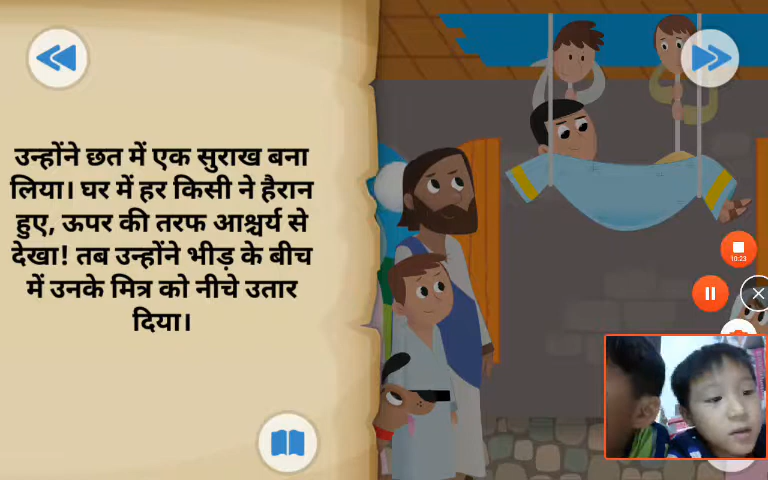 उन्होंने छत में एक सुराख बना
लिया। घर में हर किसी ने हैरान
हुए, ऊपर की तरफ आश्चर्य से
देखा! तब उन्होंने भीड़ के बीच
में उनके मित्र को नीचे उतार
दिया।
10:23